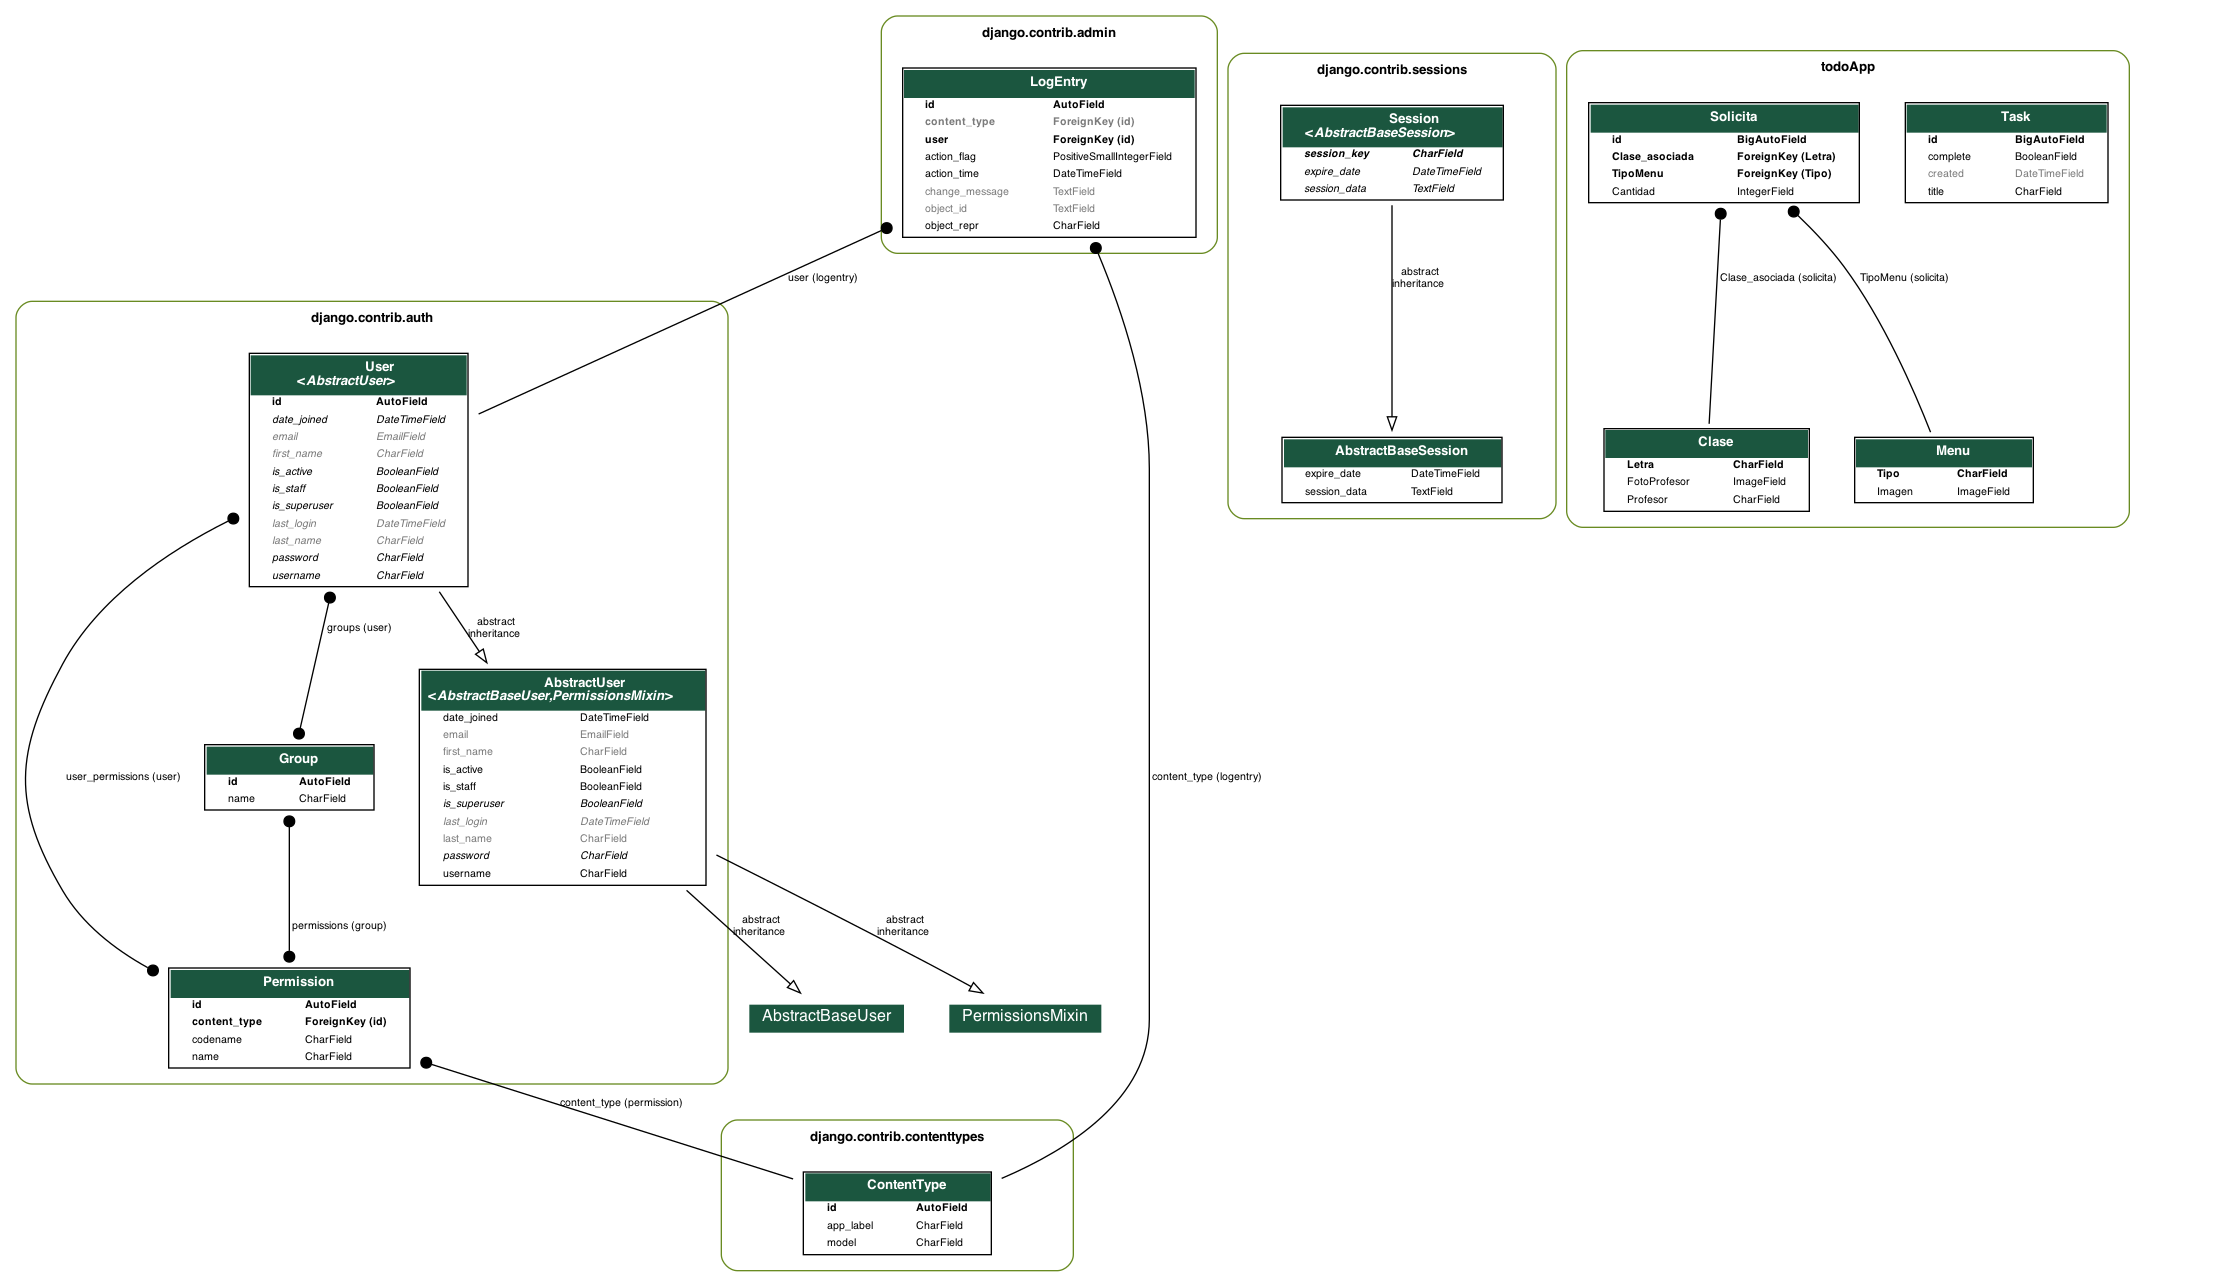 django.contrib.admin
LogEntry
id AutoField
content_type ForeignKey (id)
user ForeignKey (id)
action_flag PositiveSmallIntegerField
action_time DateTimeField
change_message TextField
object_id TextField
object_repr CharField
django.contrib.sessions
Session
<AbstractBaseSession>
session_key CharField
expire_date DateTimeField
session_data TextField
abstract
inheritance
AbstractBaseSession
expire_date DateTimeField
session_data TextField
todoApp
Solicita
id BigAutoField
Clase_asociada ForeignKey (Letra)
TipoMenu ForeignKey (Tipo)
Cantidad IntegerField
Task
id BigAutoField
complete BooleanField
created DateTimeField
title CharField
Clase_asociada (solicita)
TipoMenu (solicita)
Clase
Letra CharField
FotoProfesor ImageField
Profesor CharField
Menu
Tipo CharField
Imagen ImageField
user (logentry)
django.contrib.auth
User
<AbstractUser>
id AutoField
date_joined DateTimeField
email EmailField
first_name CharField
is_active BooleanField
is_staff BooleanField
is_superuser BooleanField
last_login DateTimeField
last_name CharField
password CharField
username CharField
groups (user)
abstract
inheritance
AbstractUser
<AbstractBaseUser,PermissionsMixin>
date_joined DateTimeField
email EmailField
first_name CharField
is_active BooleanField
is_staff BooleanField
is_superuser BooleanField
last_login DateTimeField
last_name CharField
password CharField
username CharField
user_permissions (user)
Group
id AutoField
name CharField
permissions (group)
Permission
id AutoField
content_type ForeignKey (id)
codename CharField
name CharField
abstract
inheritance
abstract
inheritance
AbstractBaseUser
PermissionsMixin
content_type (logentry)
content_type (permission)
django.contrib.contenttypes
ContentType
id AutoField
app_label CharField
model CharField